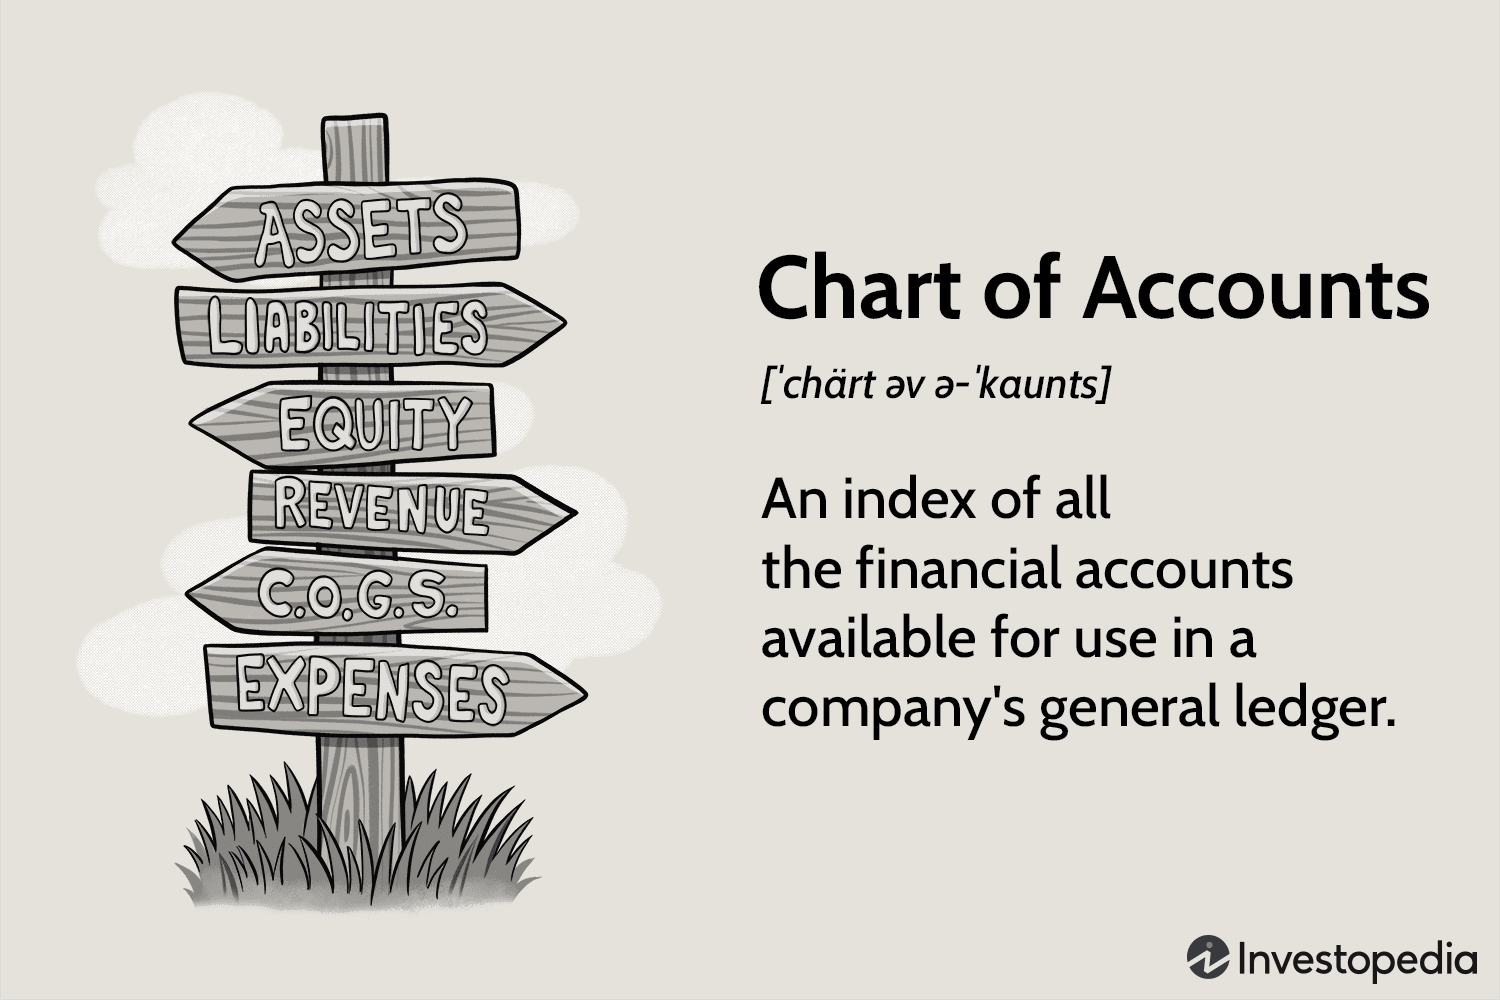 ASSETS
LIABILITIES
EQUITY
REVENUE
C.O.G.S.
EXPENSES
Chart of Accounts
[ˈchärt əv ə-ˈkaunts]
An index of all
the financial accounts
available for use in a
company's general ledger.
Investopedia